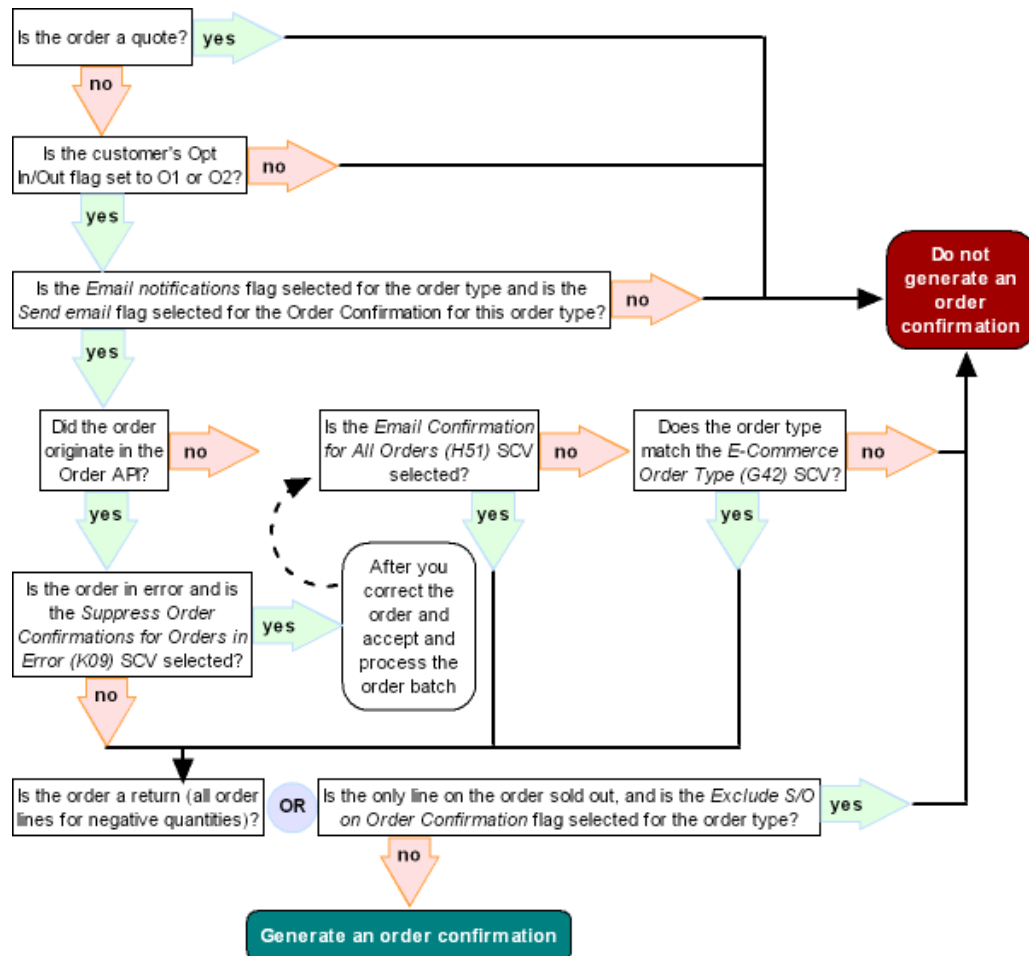 Is the order a quote?
yes
no
Is the customer's Opt
In/Out flag set to O1 or O2?
no
yes
Is the Email notifications flag selected for the order type and is the
Send email flag selected for the Order Confirmation for this order type?
no
yes
Do not
generate an
order
confirmation
Did the order
originate in the
Order API?
no
yes
Is the Email Confirmation
for All Orders (H51) SCV
selected?
no
yes
Does the order type
match the E-Commerce
Order Type (G42) SCV?
no
yes
Is the order in error and is
the Suppress Order
Confirmations for Orders in
Error (K09) SCV selected?
yes
no
After you
correct the
order and
accept and
process the
order batch
Is the order a return (all order
lines for negative quantities)?
OR
Is the only line on the order sold out, and is the Exclude S/O
on Order Confirmation flag selected for the order type?
yes
no
Generate an order confirmation